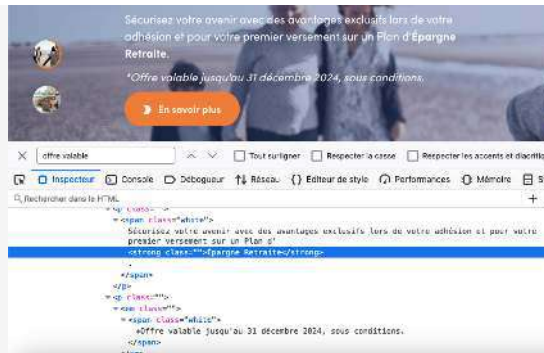 Sécurisez votre avenir avec des avantages exclusifs lors de votre
adhésion et pour votre premier versement sur un Plan d'Épargne
Retraite.
*Offre valable jusqu'au 31 décembre 2024, sous conditions.
En savoir plus
offre valable
Tout surligner
Respecter la casse
Respecter les accents et diacritiq
Inspecteur
Console
Débogueur
Réseau
{} Éditeur de style
Performances
Mémoire
S
Rechercher dans le HTML
+
<p class="">
<span class="white">
Sécurisez votre avenir avec des avantages exclusifs lors de votre adhésion et pour votre
premier versement sur un Plan d'
<strong class="">Épargne Retraite</strong>
.
</span>
</p>
<p class="">
<em class="">
<span class="white">
*Offre valable jusqu'au 31 décembre 2024, sous conditions.
</span>